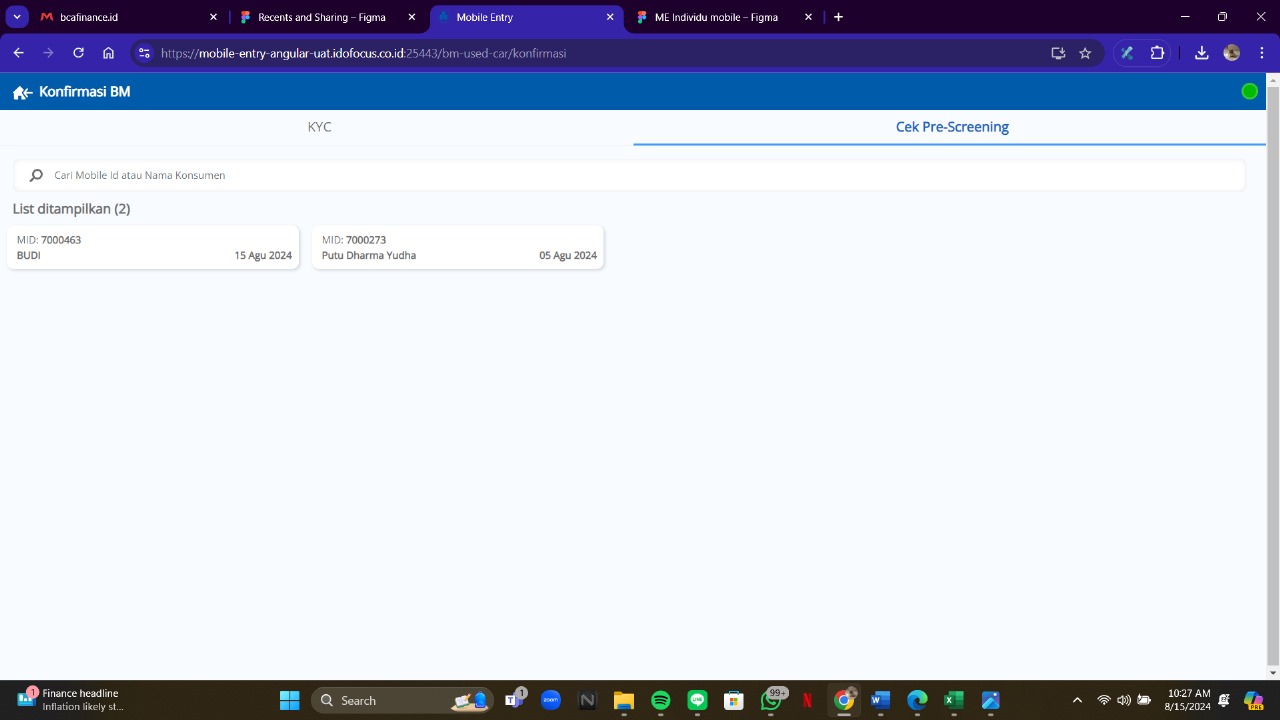 bcafinance.id
Recents and Sharing – Figma
Mobile Entry
ME Individu mobile – Figma
https://mobile-entry-angular-uat.idofocus.co.id:25443/bm-used-car/konfirmasi
Konfirmasi BM
KYC
Cek Pre-Screening
Cari Mobile Id atau Nama Konsumen
List ditampilkan (2)
MID: 7000463
BUDI
15 Agu 2024
MID: 7000273
Putu Dharma Yudha
05 Agu 2024
1
Finance headline
Inflation likely st...
Search
1
zoom
99+
10:27 AM
8/15/2024